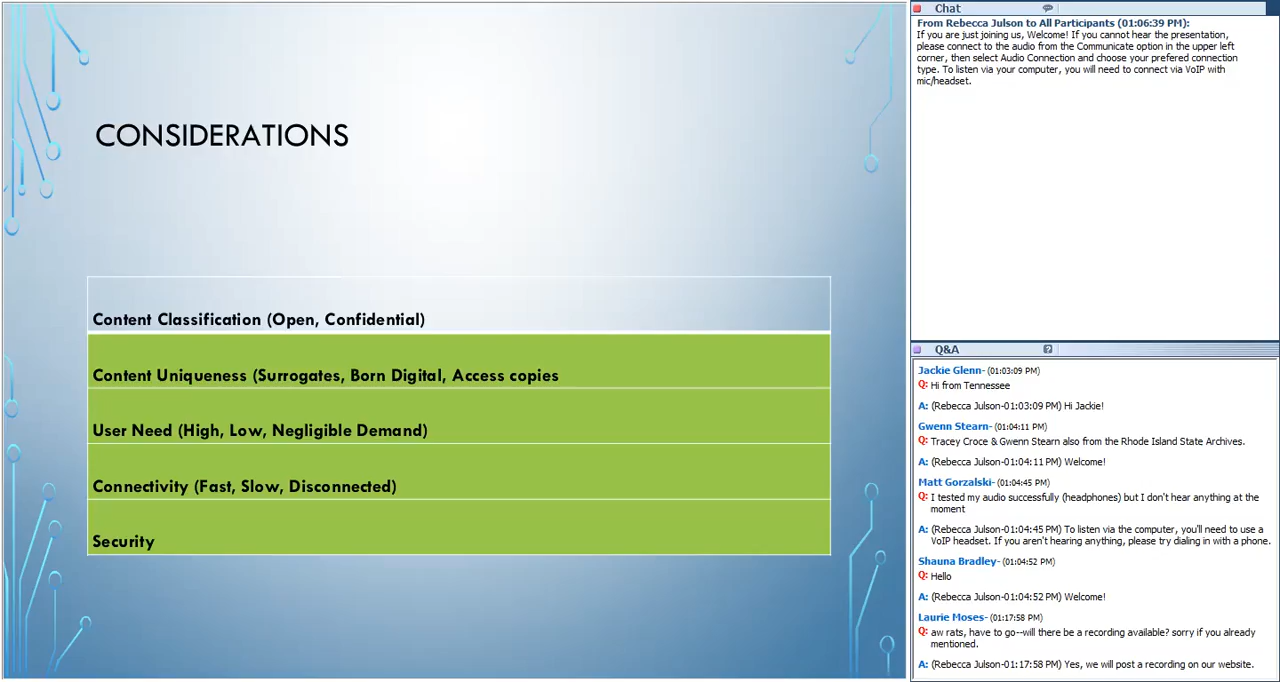 CONSIDERATIONS
Content Classification (Open, Confidential)
Content Uniqueness (Surrogates, Born Digital, Access copies
User Need (High, Low, Negligible Demand)
Connectivity (Fast, Slow, Disconnected)
Security
Chat
From Rebecca Julson to All Participants (01:06:39 PM):
If you are just joining us, Welcome! If you cannot hear the presentation,
please connect to the audio from the Communicate option in the upper left
corner, then select Audio Connection and choose your prefered connection
type. To listen via your computer, you will need to connect via VoIP with
mic/headset.
Q&A
Jackie Glenn- (01:03:09 PM)
Q: Hi from Tennessee
A: (Rebecca Julson-01:03:09 PM) Hi Jackie!
Gwenn Stearn- (01:04:11 PM)
Q: Tracey Croce & Gwenn Stearn also from the Rhode Island State Archives.
A: (Rebecca Julson-01:04:11 PM) Welcome!
Matt Gorzalski- (01:04:45 PM)
Q: I tested my audio successfully (headphones) but I don't hear anything at the
moment
A: (Rebecca Julson-01:04:45 PM) To listen via the computer, you'll need to use a
VoIP headset. If you aren't hearing anything, please try dialing in with a phone.
Shauna Bradley- (01:04:52 PM)
Q: Hello
A: (Rebecca Julson-01:04:52 PM) Welcome!
Laurie Moses- (01:17:58 PM)
Q: aw rats, have to go--will there be a recording available? sorry if you already
mentioned.
A: (Rebecca Julson-01:17:58 PM) Yes, we will post a recording on our website.